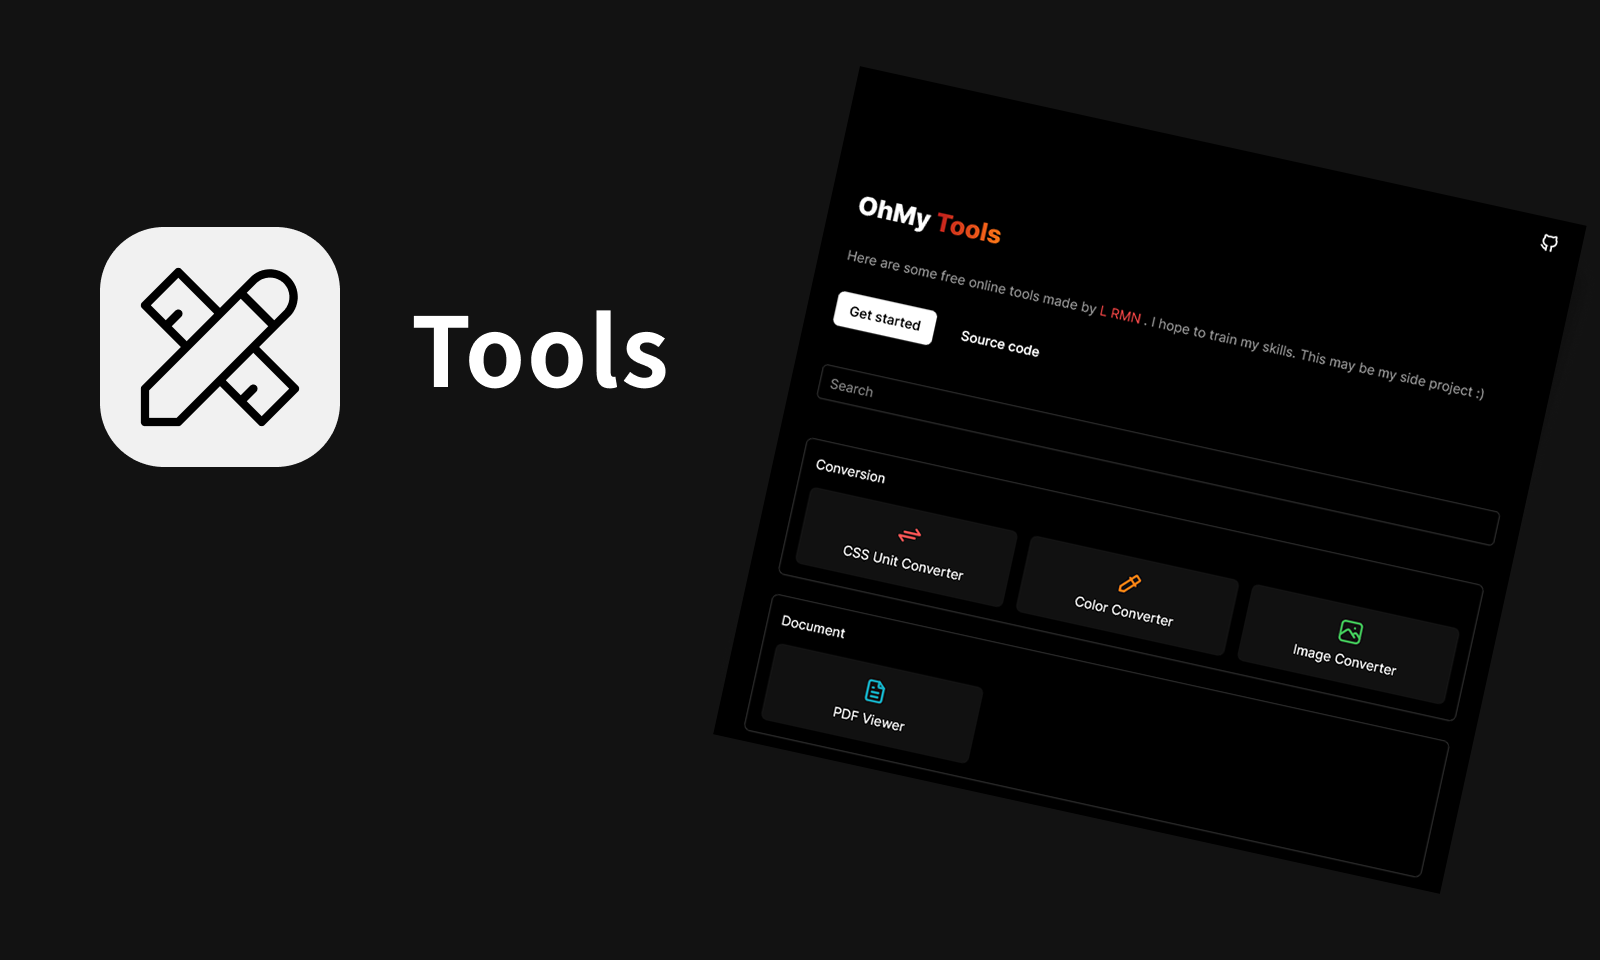 Tools
OhMy Tools
Here are some free online tools made by L RMN . I hope to train my skills. This may be my side project :)
Get started
Source code
Search
Conversion
CSS Unit Converter
Color Converter
Image Converter
Document
PDF Viewer